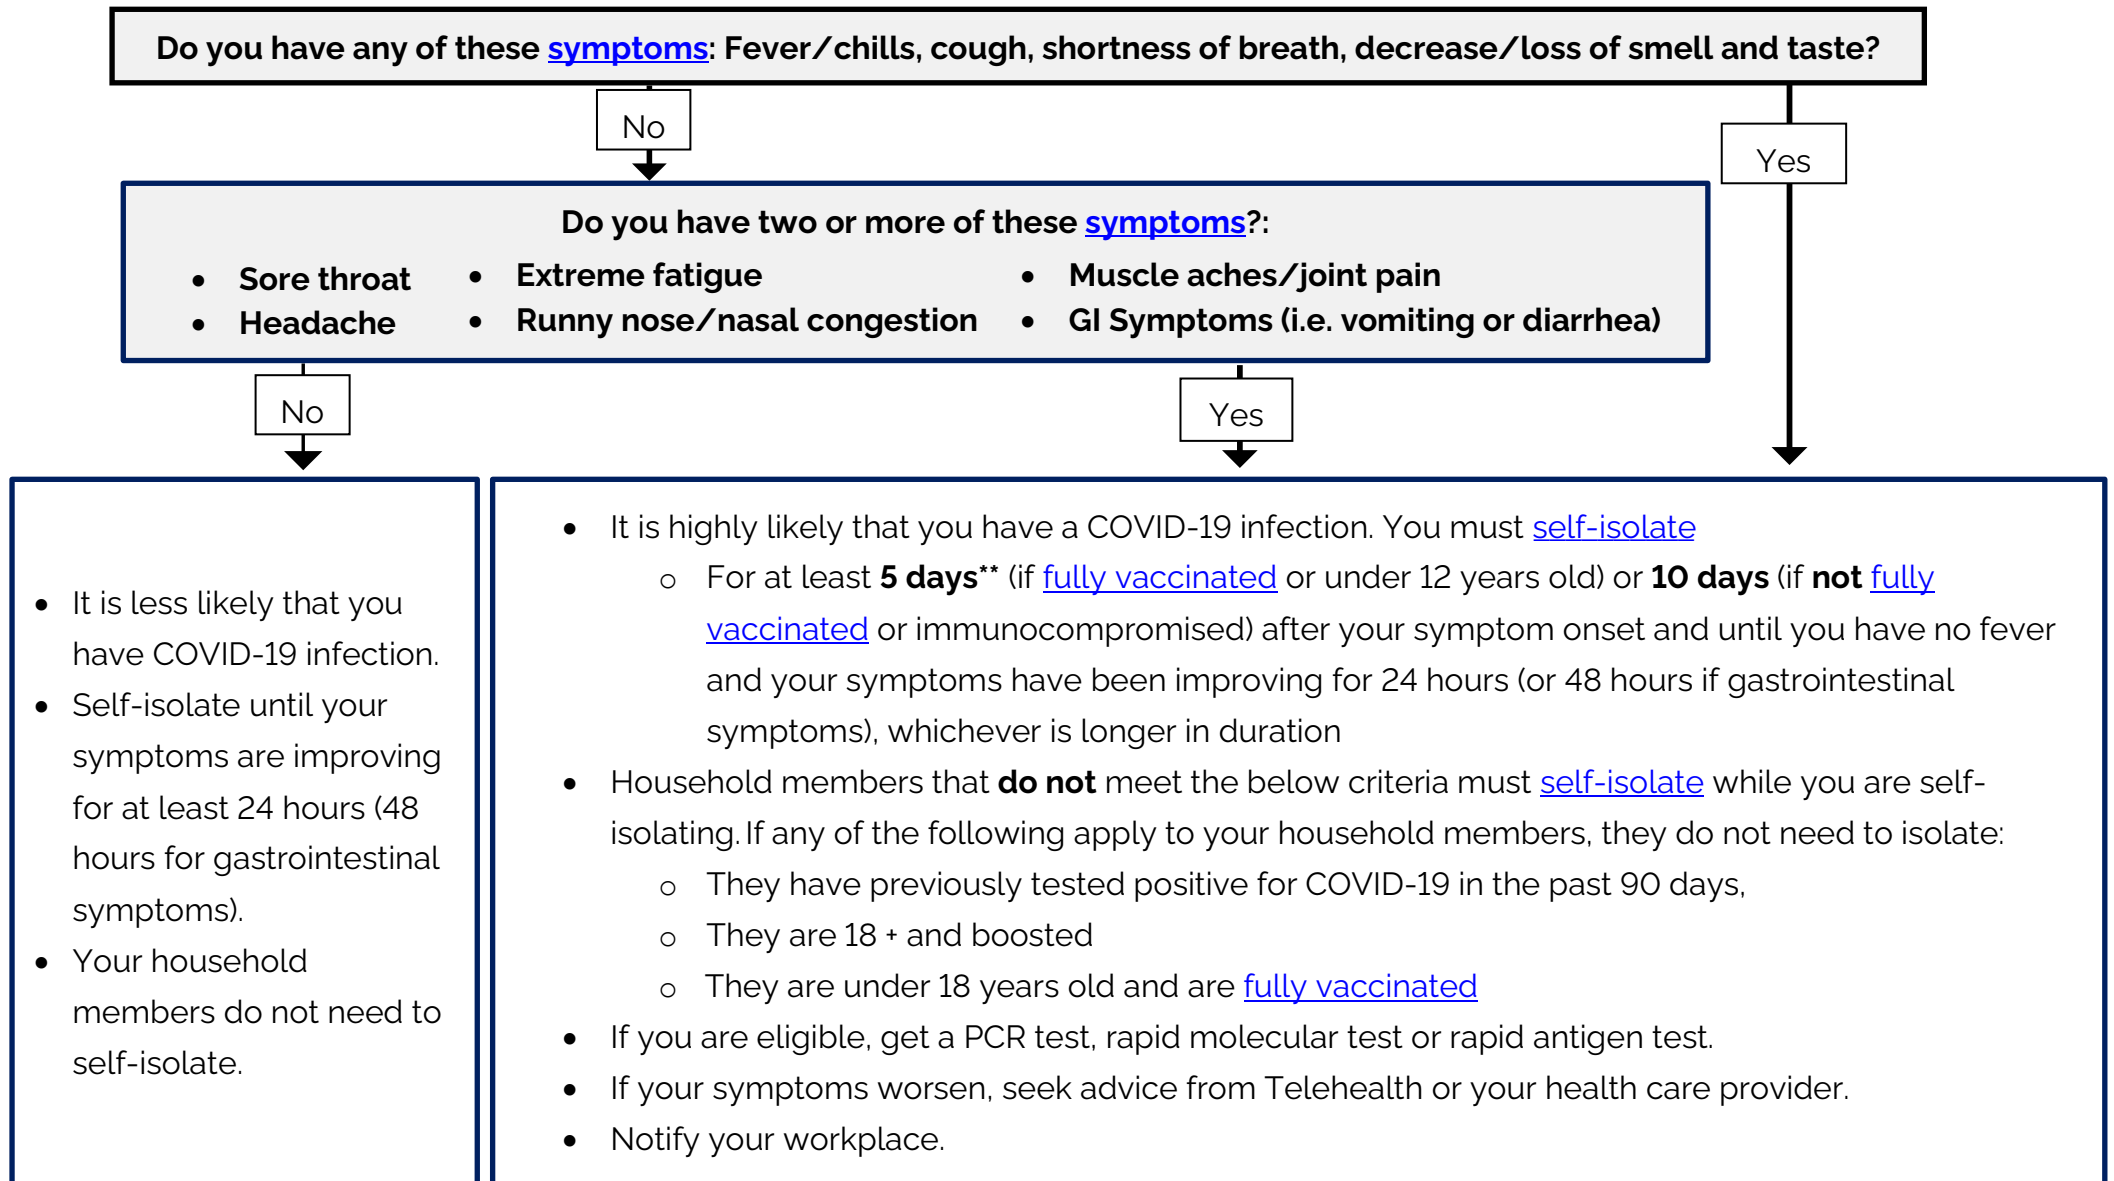 Do you have any of these symptoms: Fever/chills, cough, shortness of breath, decrease/loss of smell and taste?
No
Yes
Do you have two or more of these symptoms?:
• Sore throat
• Headache
• Extreme fatigue
• Runny nose/nasal congestion
• Muscle aches/joint pain
• GI Symptoms (i.e. vomiting or diarrhea)
No
Yes
• It is less likely that you
have COVID-19 infection.
• Self-isolate until your
symptoms are improving
for at least 24 hours (48
hours for gastrointestinal
symptoms).
• Your household
members do not need to
self-isolate.
• It is highly likely that you have a COVID-19 infection. You must self-isolate
o For at least 5 days** (if fully vaccinated or under 12 years old) or 10 days (if not fully
vaccinated or immunocompromised) after your symptom onset and until you have no fever
and your symptoms have been improving for 24 hours (or 48 hours if gastrointestinal
symptoms), whichever is longer in duration
• Household members that do not meet the below criteria must self-isolate while you are self-
isolating. If any of the following apply to your household members, they do not need to isolate:
o They have previously tested positive for COVID-19 in the past 90 days,
o They are 18 + and boosted
o They are under 18 years old and are fully vaccinated
• If you are eligible, get a PCR test, rapid molecular test or rapid antigen test.
• If your symptoms worsen, seek advice from Telehealth or your health care provider.
• Notify your workplace.